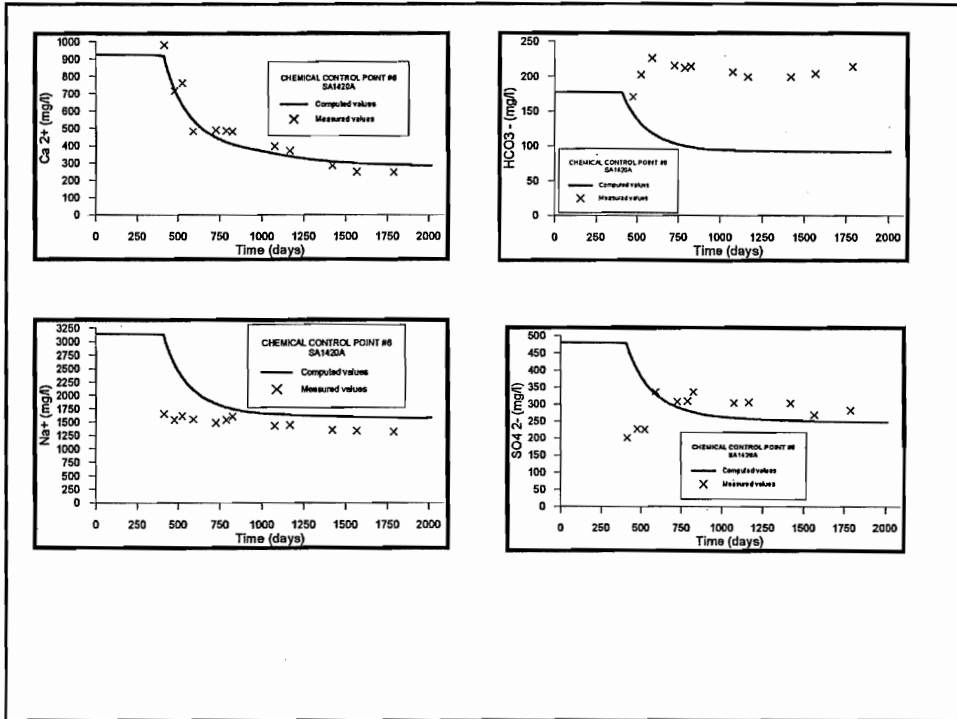 Ca 2+ (mg/l)
1000
900
800
700
600
500
400
300
200
100
0
CHEMICAL CONTROL POINT #6
SA1420A
Computed values
Measured values
0 250 500 750 1000 1250 1500 1750 2000
Time (days)
HCO3 - (mg/l)
250
200
150
100
50
0
CHEMICAL CONTROL POINT #6
SA1420A
Computed values
Measured values
0 250 500 750 1000 1250 1500 1750 2000
Time (days)
Na+ (mg/l)
3250
3000
2750
2500
2250
2000
1750
1500
1250
1000
750
500
250
0
CHEMICAL CONTROL POINT #6
SA1420A
Computed values
Measured values
0 250 500 750 1000 1250 1500 1750 2000
Time (days)
SO4 2- (mg/l)
500
450
400
350
300
250
200
150
100
50
0
CHEMICAL CONTROL POINT #6
SA1420A
Computed values
Measured values
0 250 500 750 1000 1250 1500 1750 2000
Time (days)